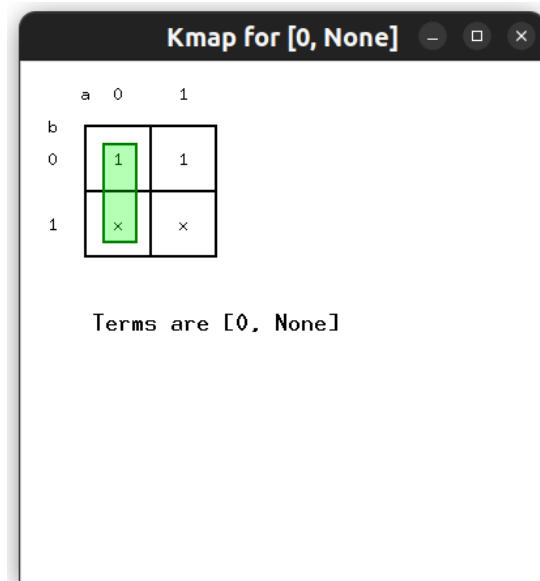 Kmap for [0, None]
a 0 1
b
0 1 1
1 x x
Terms are [0, None]